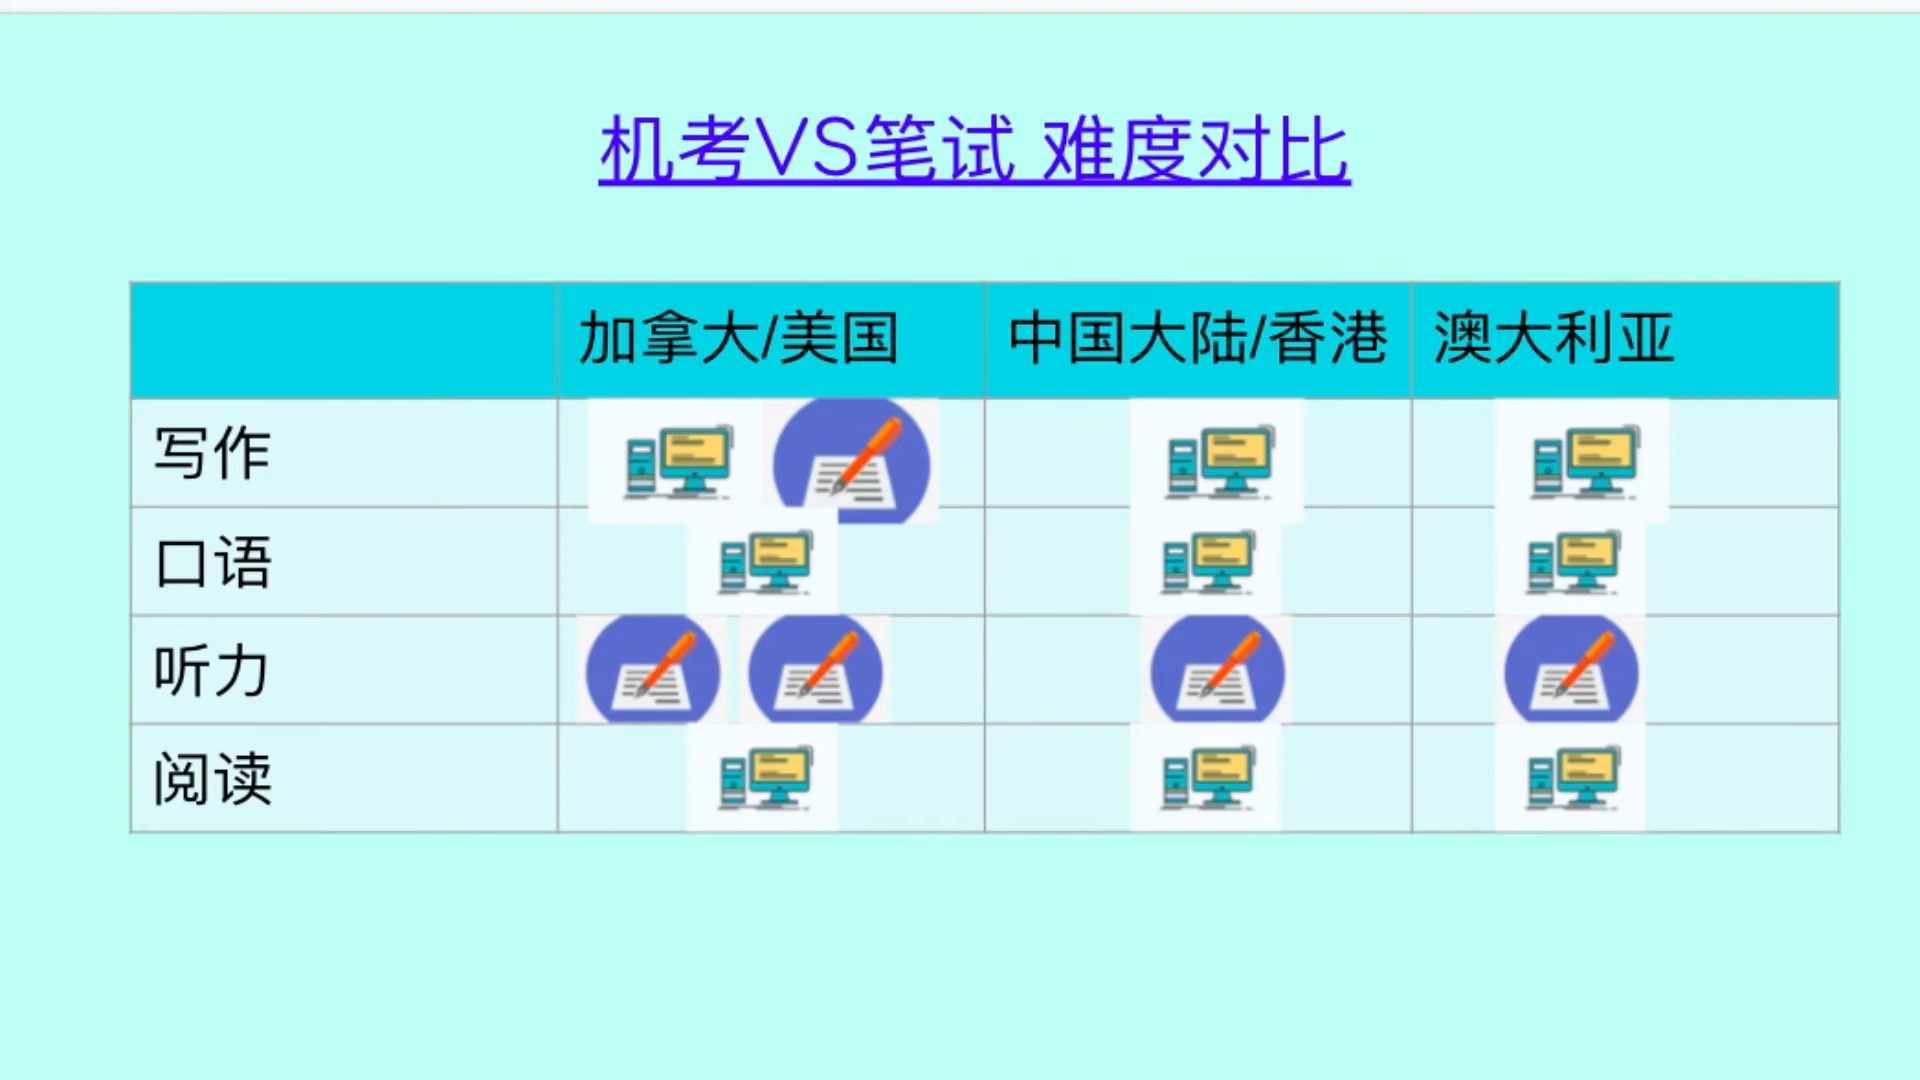 机考VS笔试 难度对比
加拿大/美国 中国大陆/香港 澳大利亚
写作
口语
听力
阅读